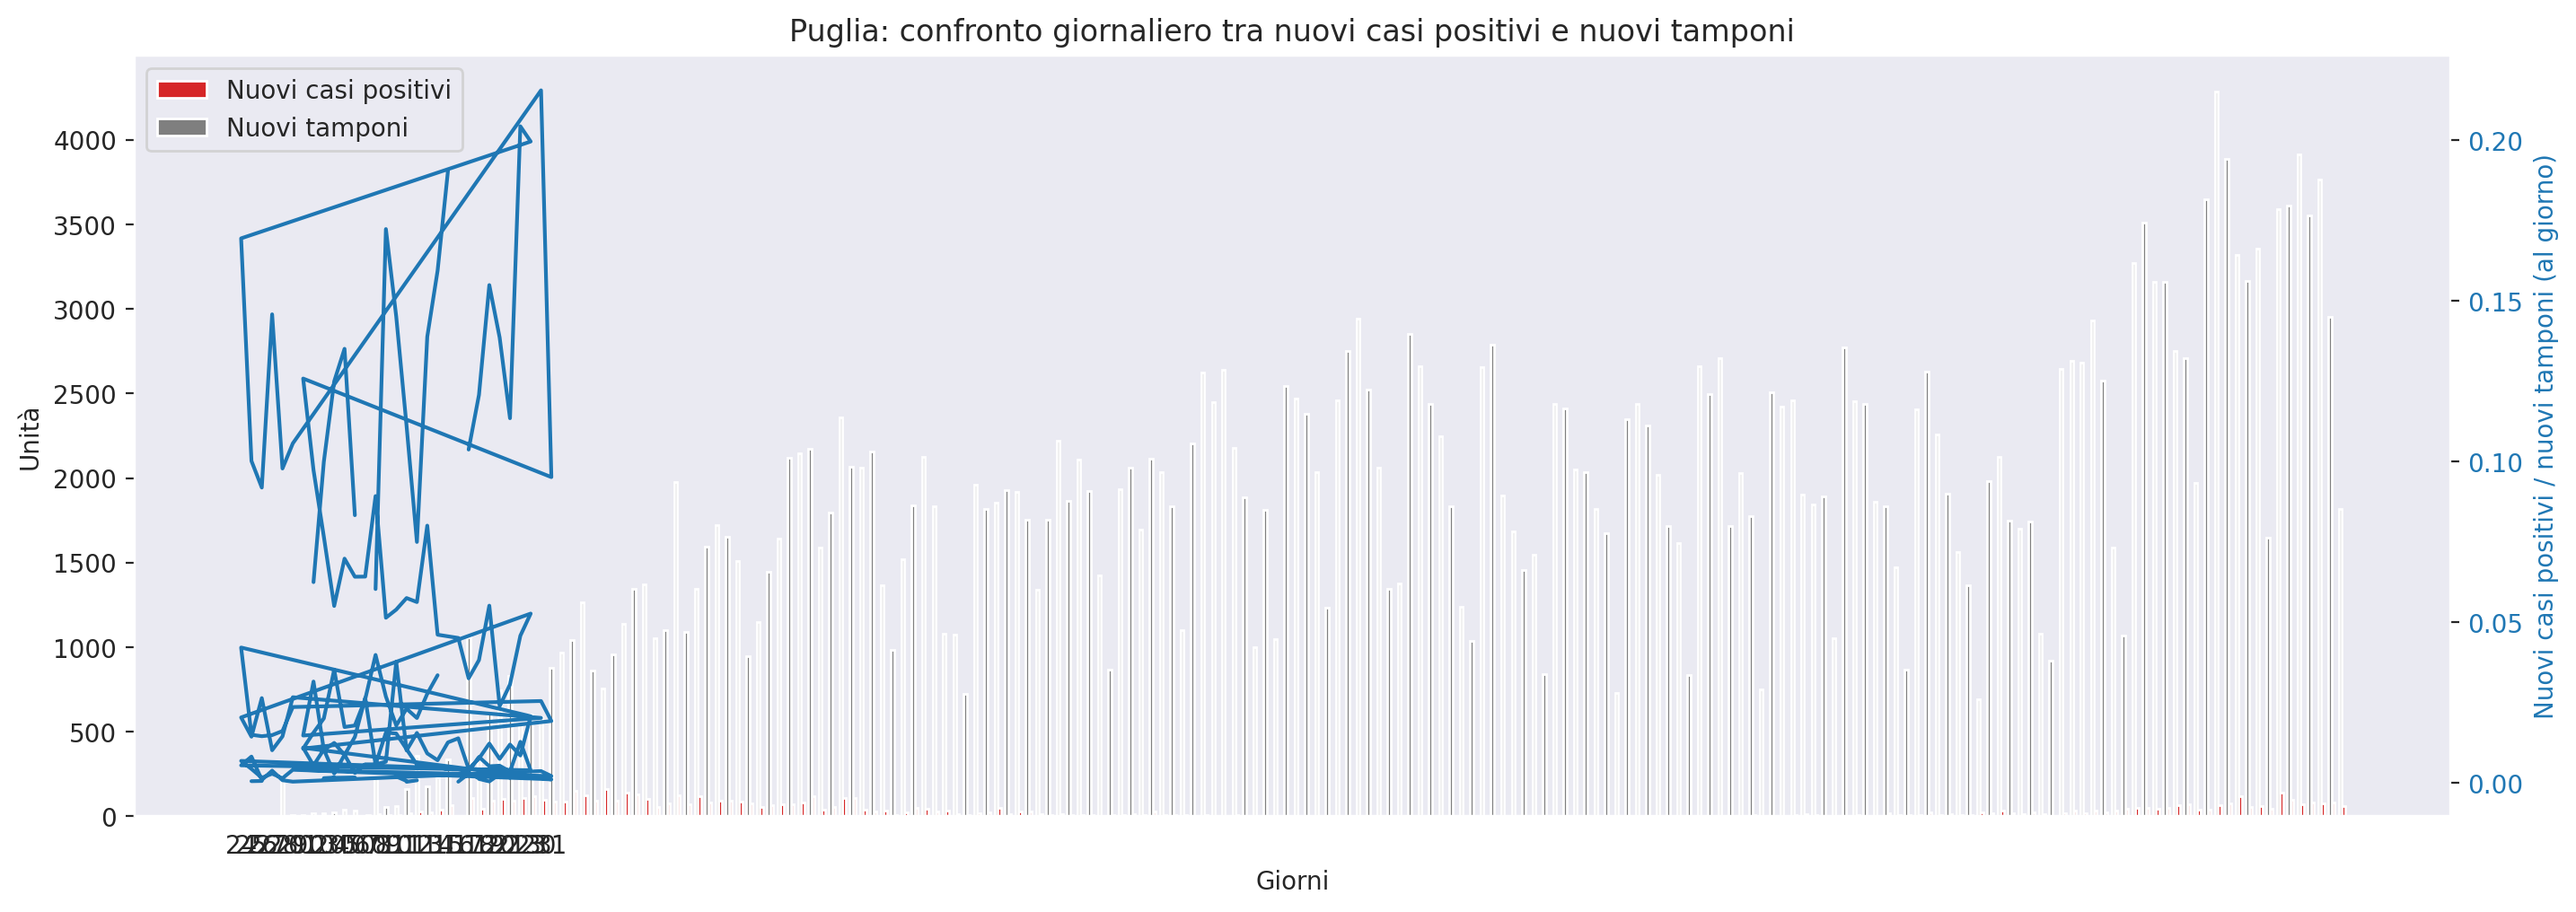 Puglia: confronto giornaliero tra nuovi casi positivi e nuovi tamponi
Nuovi casi positivi
Nuovi tamponi
4000
3500
3000
2500
2000
1500
1000
500
0
Unità
0.20
0.15
0.10
0.05
0.00
Nuovi casi positivi / nuovi tamponi (al giorno)
Giorni